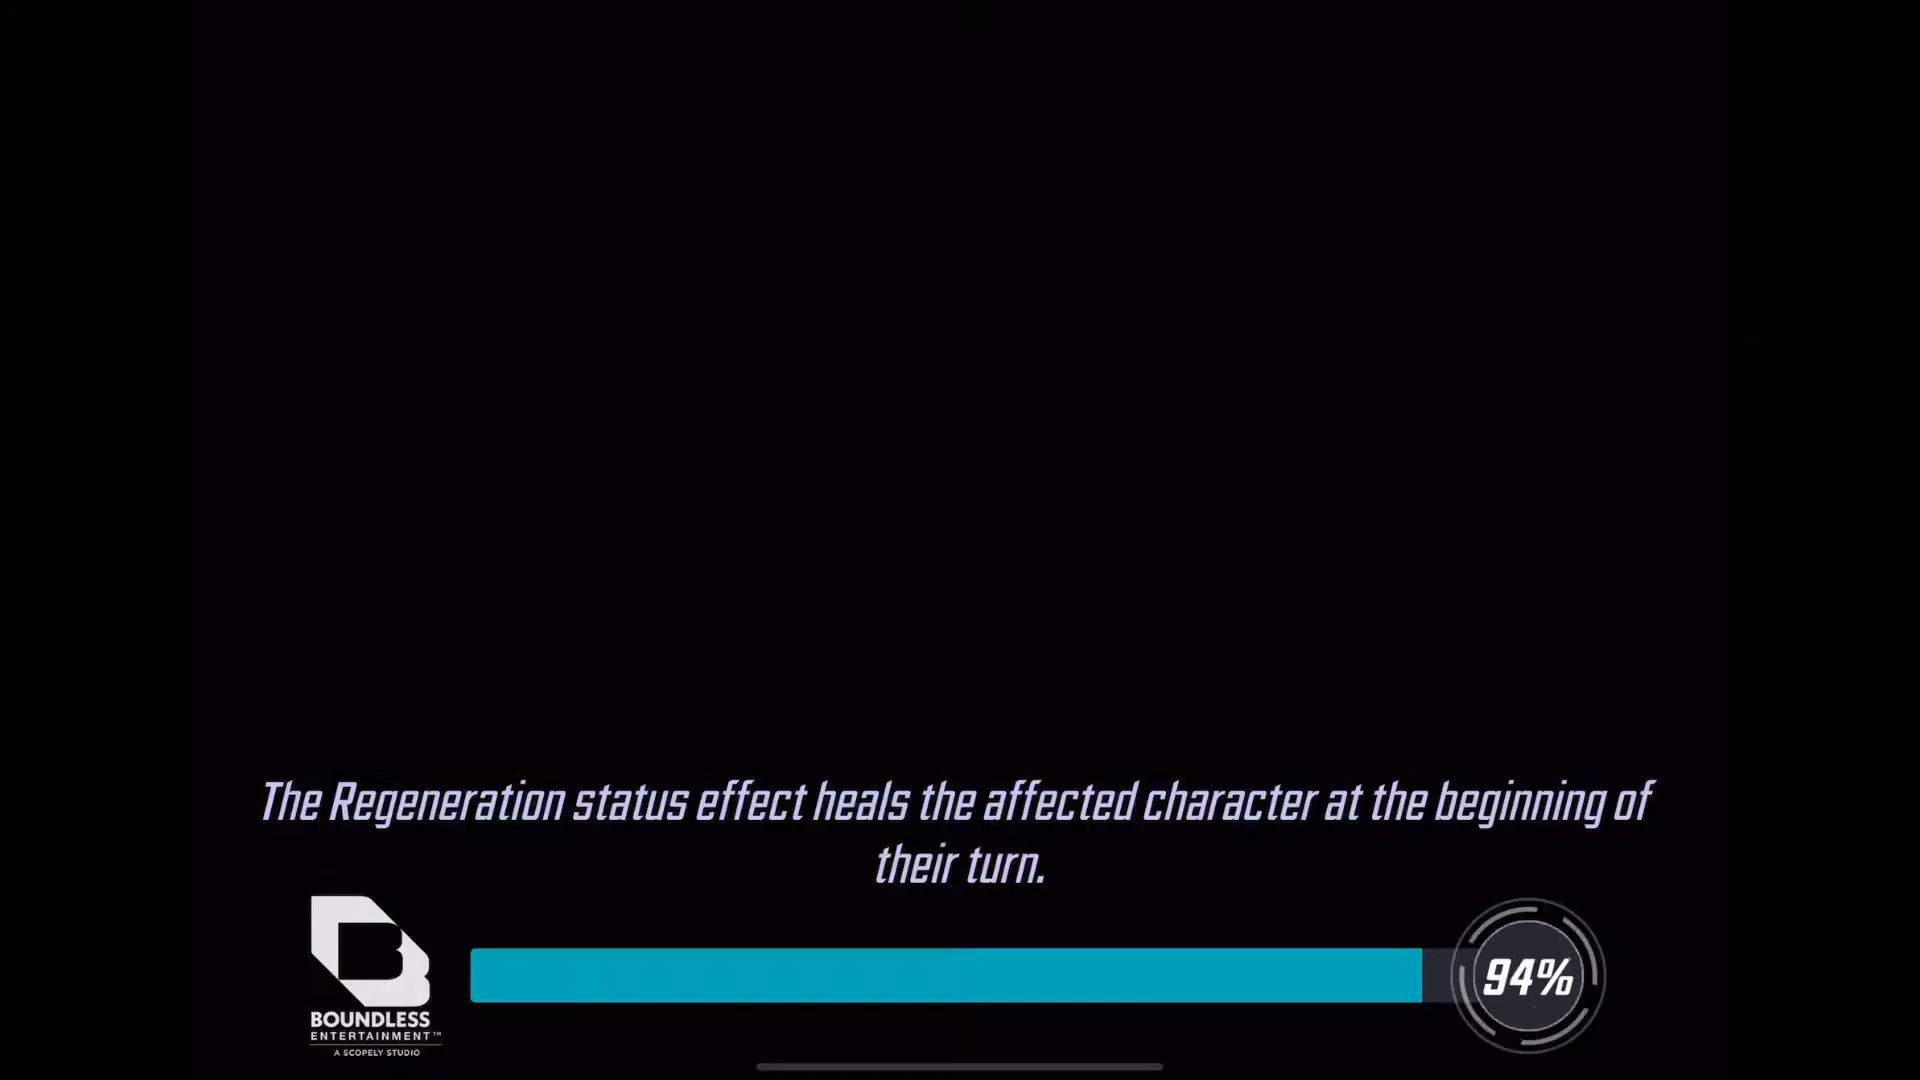 The Regeneration status effect heals the affected character at the beginning of
their turn.
94%
BOUNDLESS
ENTERTAINMENT™
A SCOPELY STUDIO